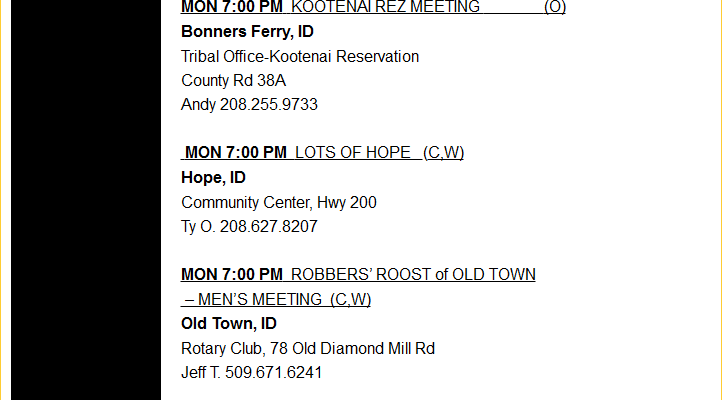 MON 7:00 PM KOOTENAI REZ MEETING (O)
Bonners Ferry, ID
Tribal Office-Kootenai Reservation
County Rd 38A
Andy 208.255.9733
MON 7:00 PM LOTS OF HOPE (C,W)
Hope, ID
Community Center, Hwy 200
Ty O. 208.627.8207
MON 7:00 PM ROBBERS’ ROOST of OLD TOWN
– MEN’S MEETING (C,W)
Old Town, ID
Rotary Club, 78 Old Diamond Mill Rd
Jeff T. 509.671.6241